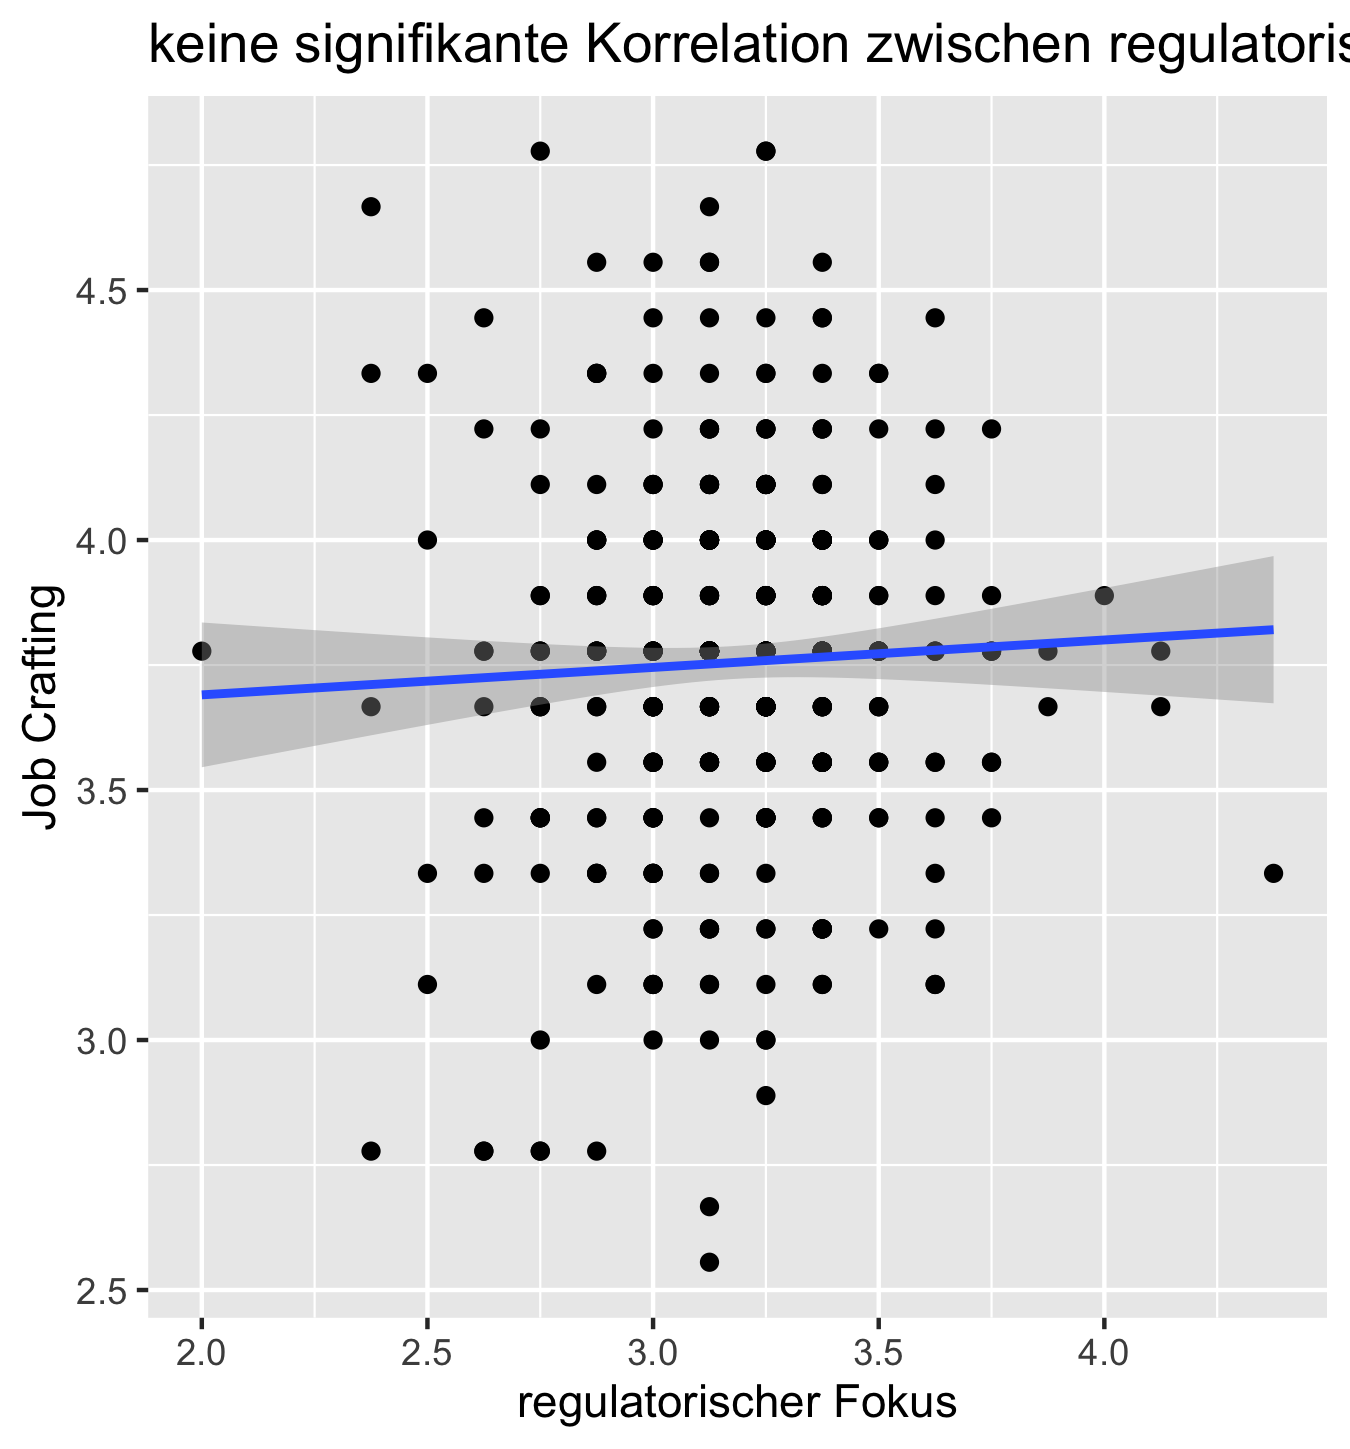 keine signifikante Korrelation zwischen regulatoris
4.5
4.0
3.5
3.0
2.5
Job Crafting
2.0 2.5 3.0 3.5 4.0
regulatorischer Fokus